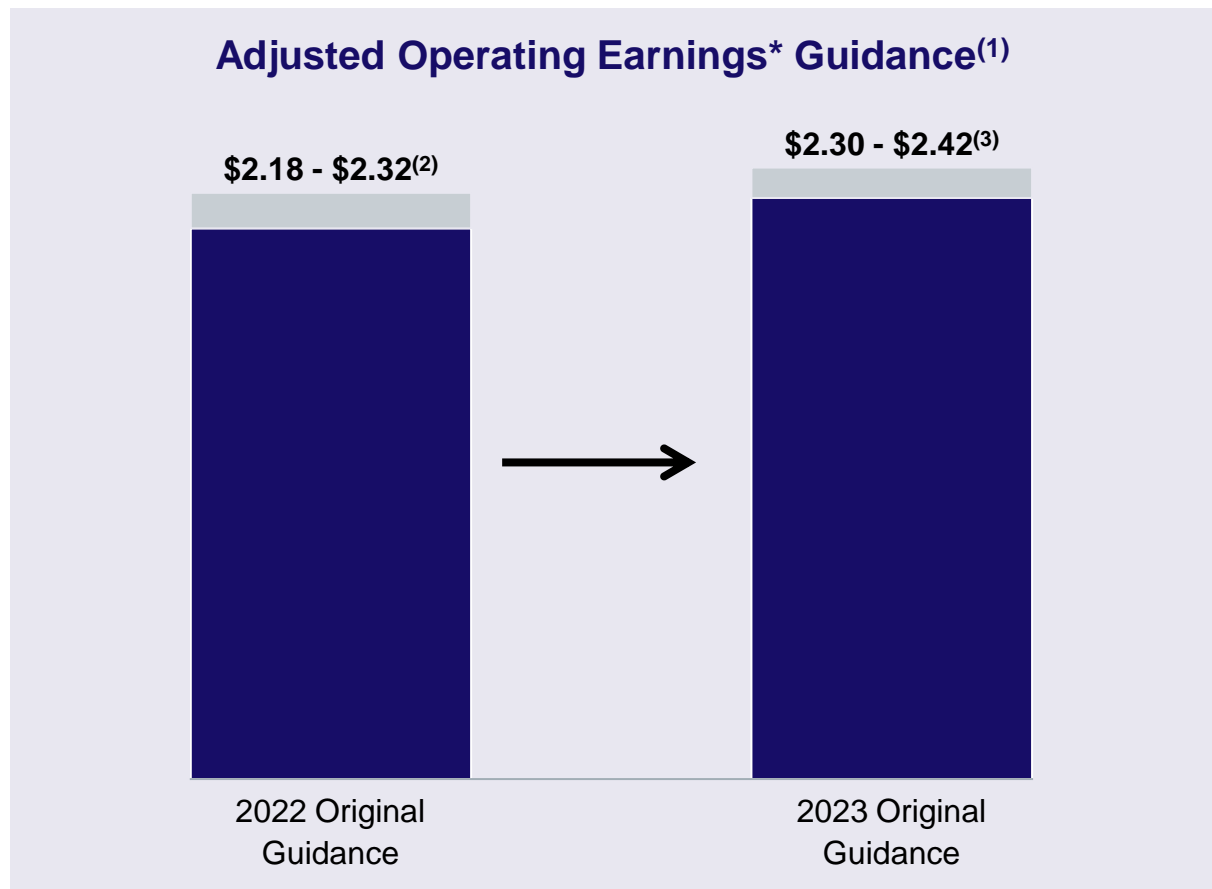 Adjusted Operating Earnings* Guidance(1)
$2.18 - $2.32(2)
$2.30 - $2.42(3)
2022 Original
Guidance
2023 Original
Guidance